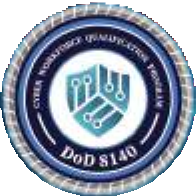 CYBER WORKFORCE QUALIFICATION PROGRAM
DoD 8140